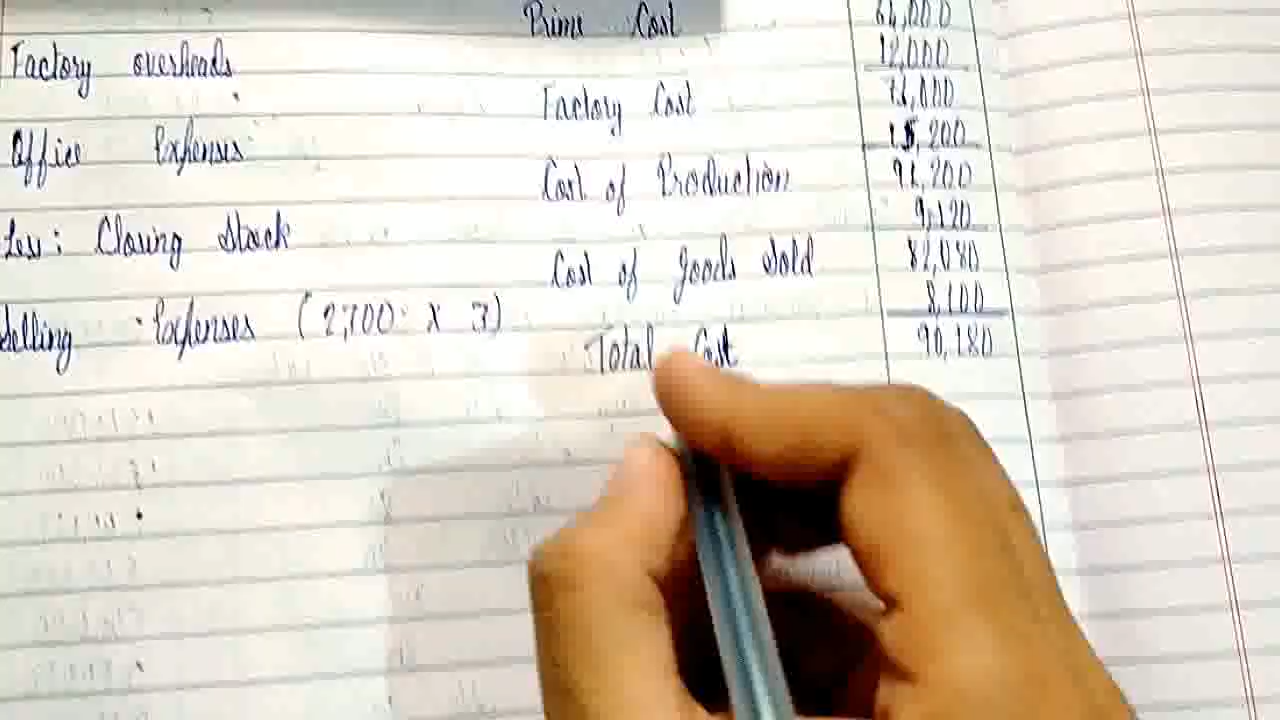 Prime Cost 64,000
Factory overheads 12,000
Factory Cost 76,000
Office Expenses 15,200
Cost of Production 91,200
Less: Closing Stock 9,120
Cost of goods Sold 82,080
Selling Expenses (2,700 x 3) 8,100
Total Cost 90,180